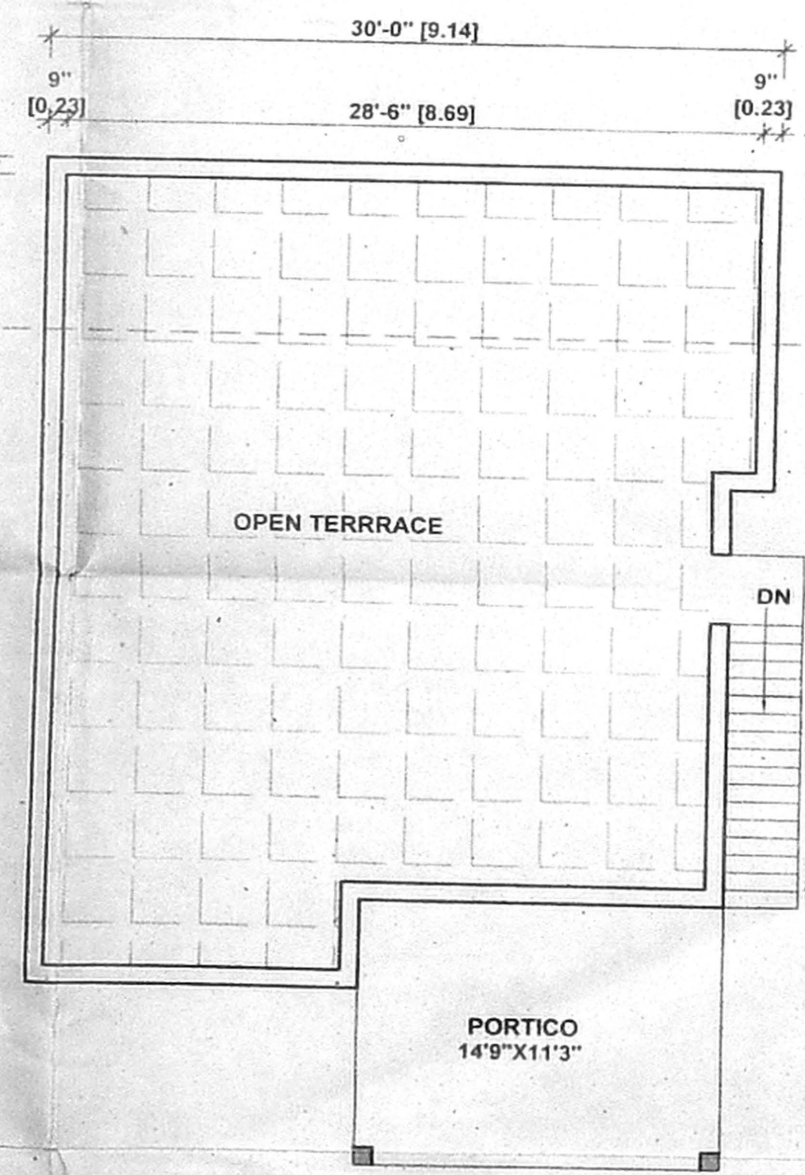 30'-0" [9.14]
9" 9"
[0.23] 28'-6" [8.69] [0.23]
OPEN TERRRACE
DN
PORTICO
14'9"X11'3"